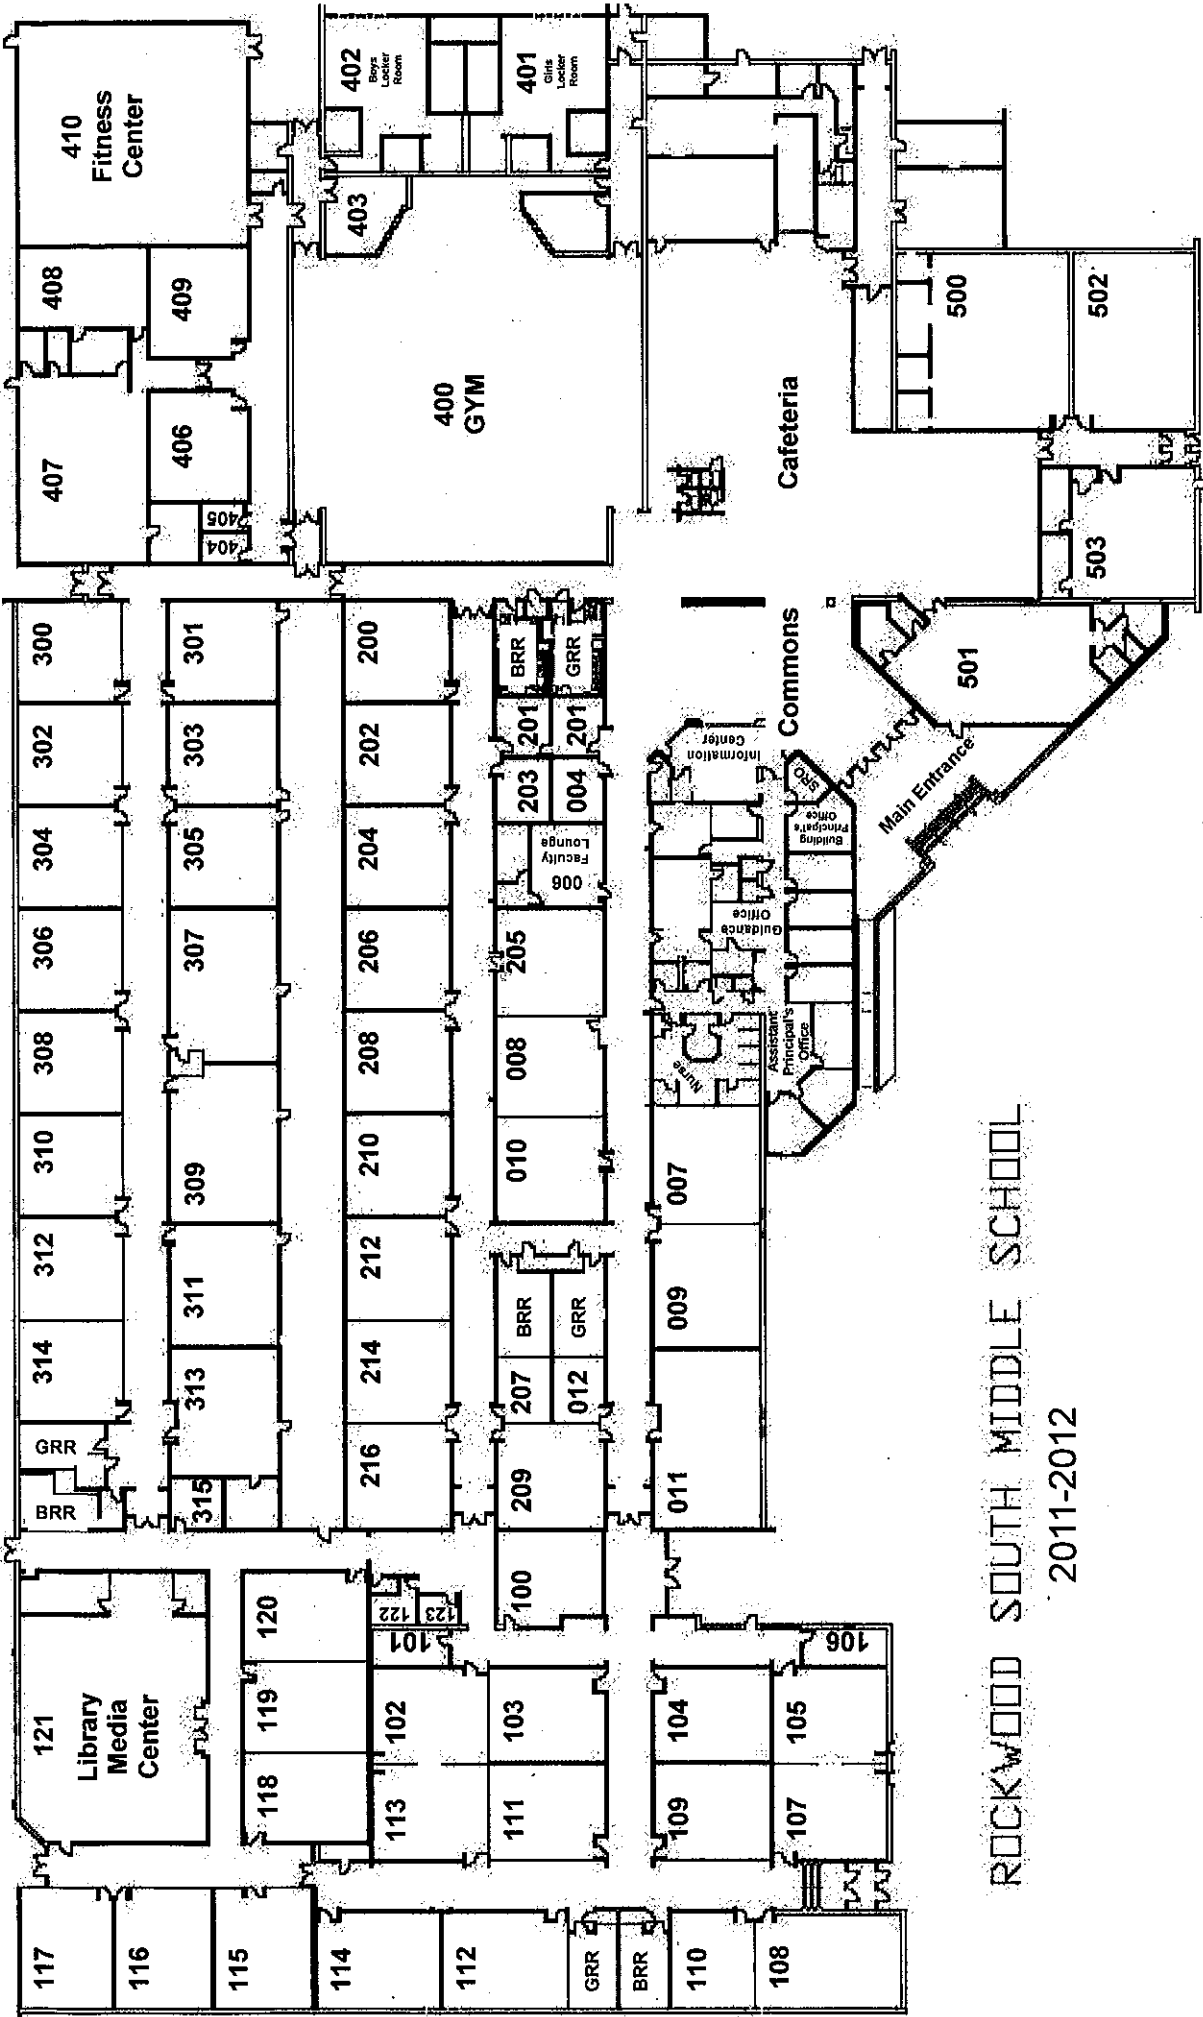 410
Fitness
Center
408
409
407
406
405
404
402
Boys
Locker
Room
401
Girls
Locker
Room
403
400
GYM
Cafeteria
500
502
503
501
Commons
Main Entrance
300
302
304
306
308
310
312
314
GRR
BRR
301
303
305
307
309
311
313
315
200
202
204
206
208
210
212
214
216
BRR
GRR
201
201
203
004
Faculty
Lounge
006
205
008
010
BRR
GRR
207
012
209
Information
Center
SRO
Building
Principal's
Office
Guidance
Office
Assistant
Principal's
Office
Nurse
007
009
011
100
121
Library
Media
Center
120
119
118
122
123
101
102
103
104
105
106
113
111
109
107
117
116
115
114
112
GRR
BRR
110
108
ROCKWOOD SOUTH MIDDLE SCHOOL
2011-2012